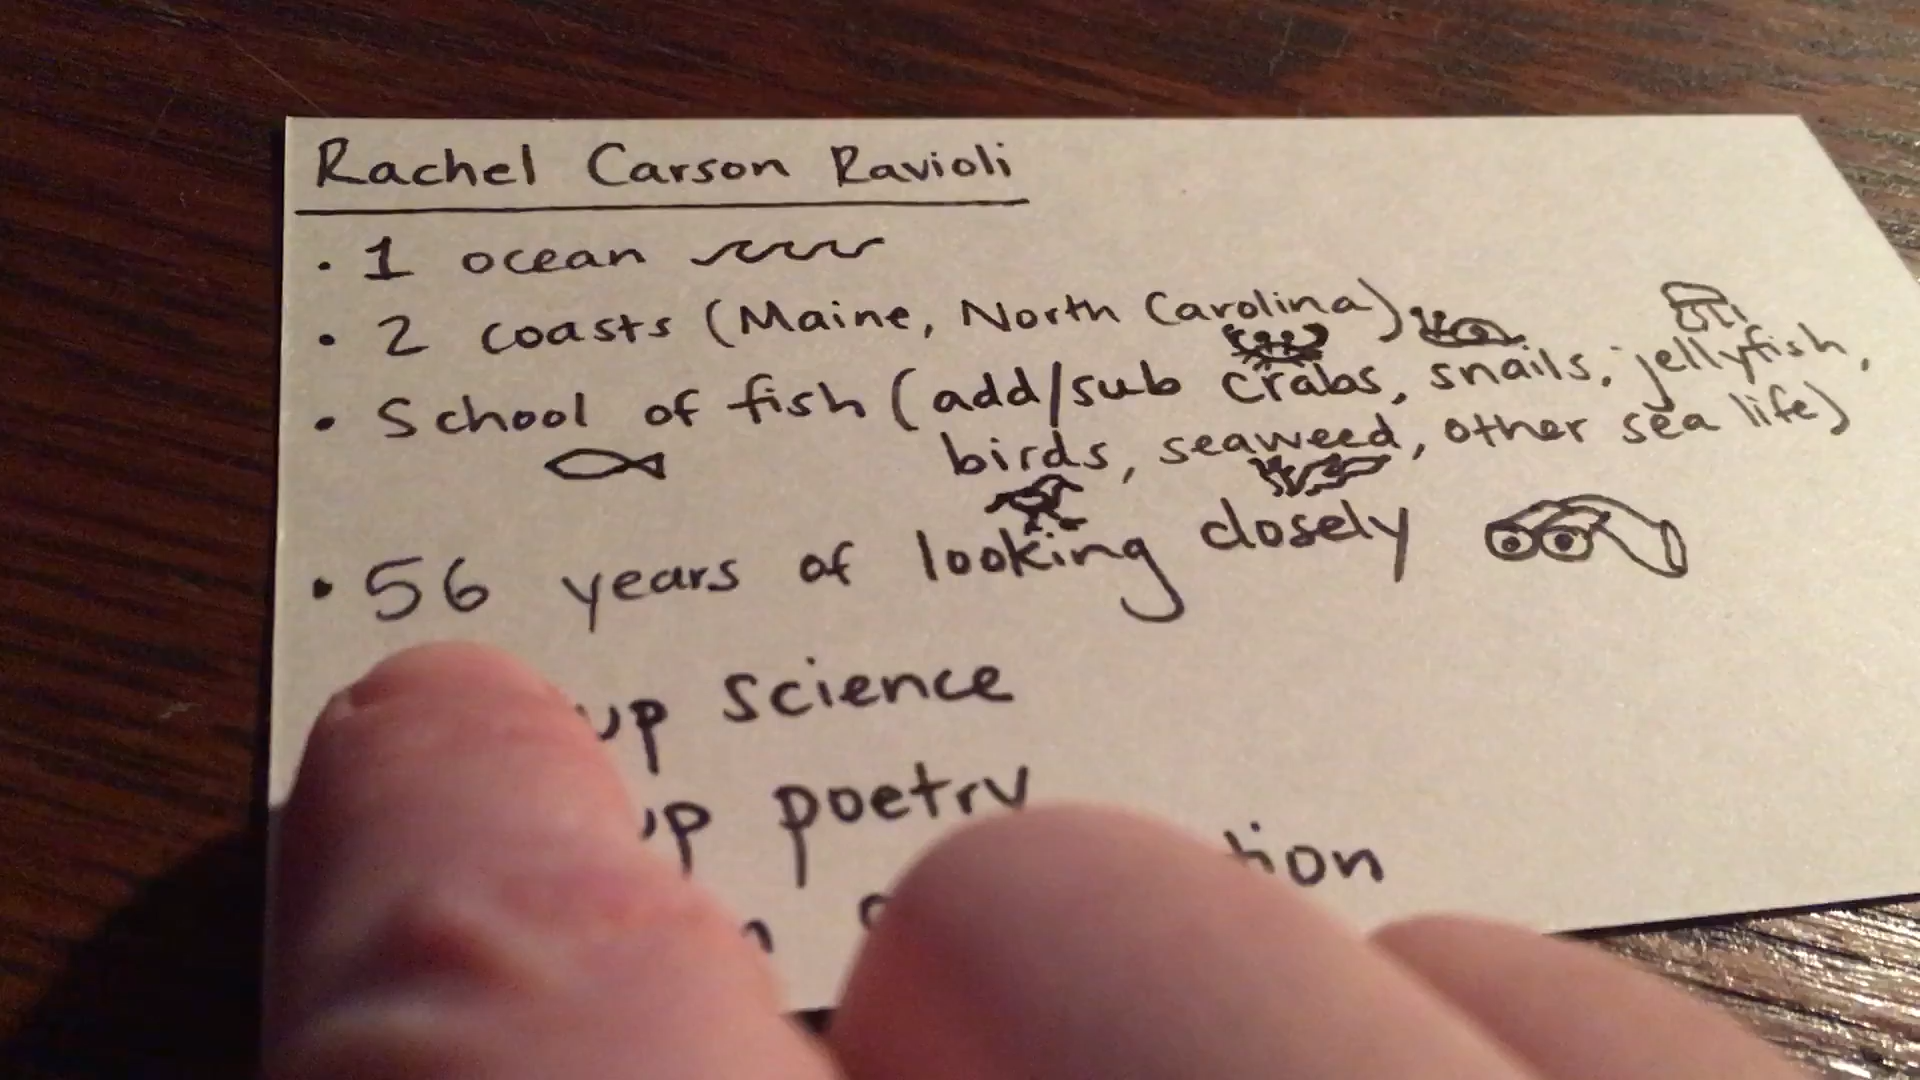 Rachel Carson Ravioli
• 1 ocean
• 2 coasts (Maine, North Carolina)
• School of fish (add/sub crabs, snails, jellyfish,
birds, seaweed, other sea life)
• 56 years of looking closely
up science
poetry